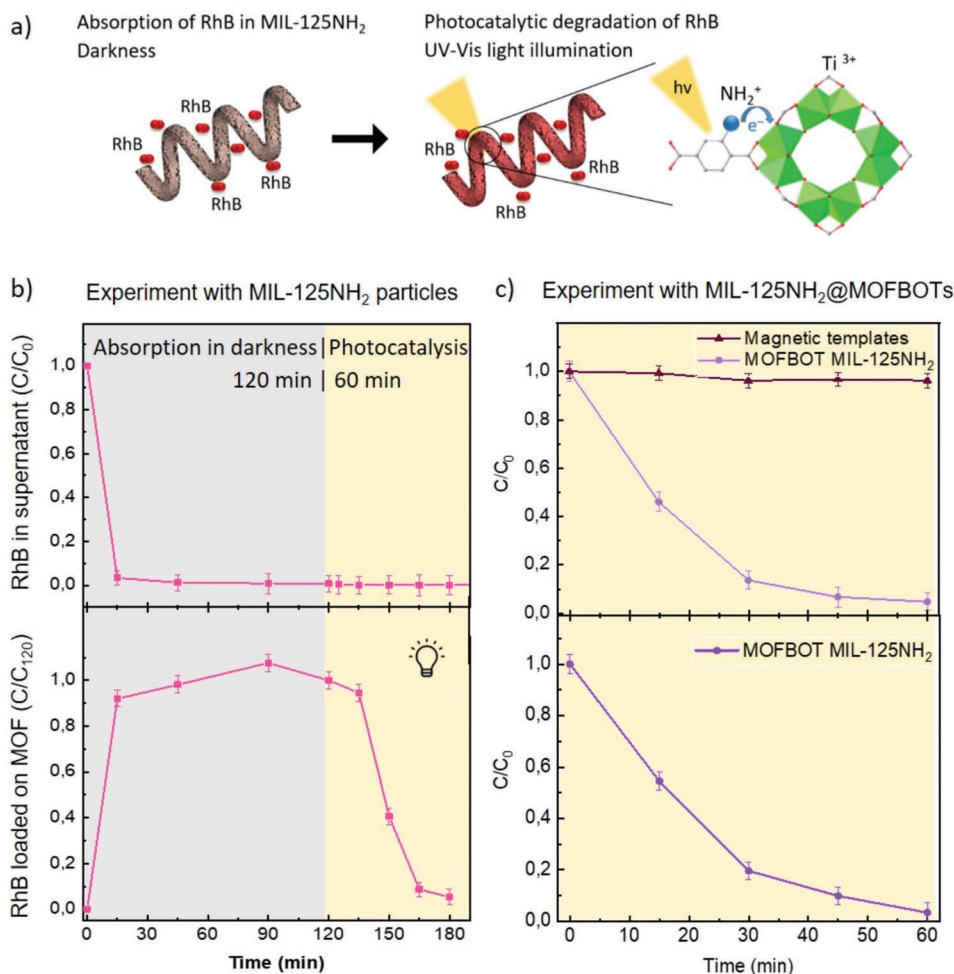 a)
Absorption of RhB in MIL-125NH₂
Darkness
Photocatalytic degradation of RhB
UV-Vis light illumination
RhB
RhB
RhB
RhB
RhB
RhB
RhB
RhB
hν
NH₂⁺
e⁻
Ti ³⁺
b)
Experiment with MIL-125NH₂ particles
Absorption in darkness | Photocatalysis
120 min | 60 min
RhB in supernatant (C/C₀)
1,0
0,8
0,6
0,4
0,2
0,0
RhB loaded on MOF (C/C₁₂₀)
1,0
0,8
0,6
0,4
0,2
0,0
0 30 60 90 120 150 180
Time (min)
c)
Experiment with MIL-125NH₂@MOFBOTs
Magnetic templates
MOFBOT MIL-125NH₂
C/C₀
1,0
0,8
0,6
0,4
0,2
0,0
MOFBOT MIL-125NH₂
C/C₀
1,0
0,8
0,6
0,4
0,2
0,0
0 10 20 30 40 50 60
Time (min)